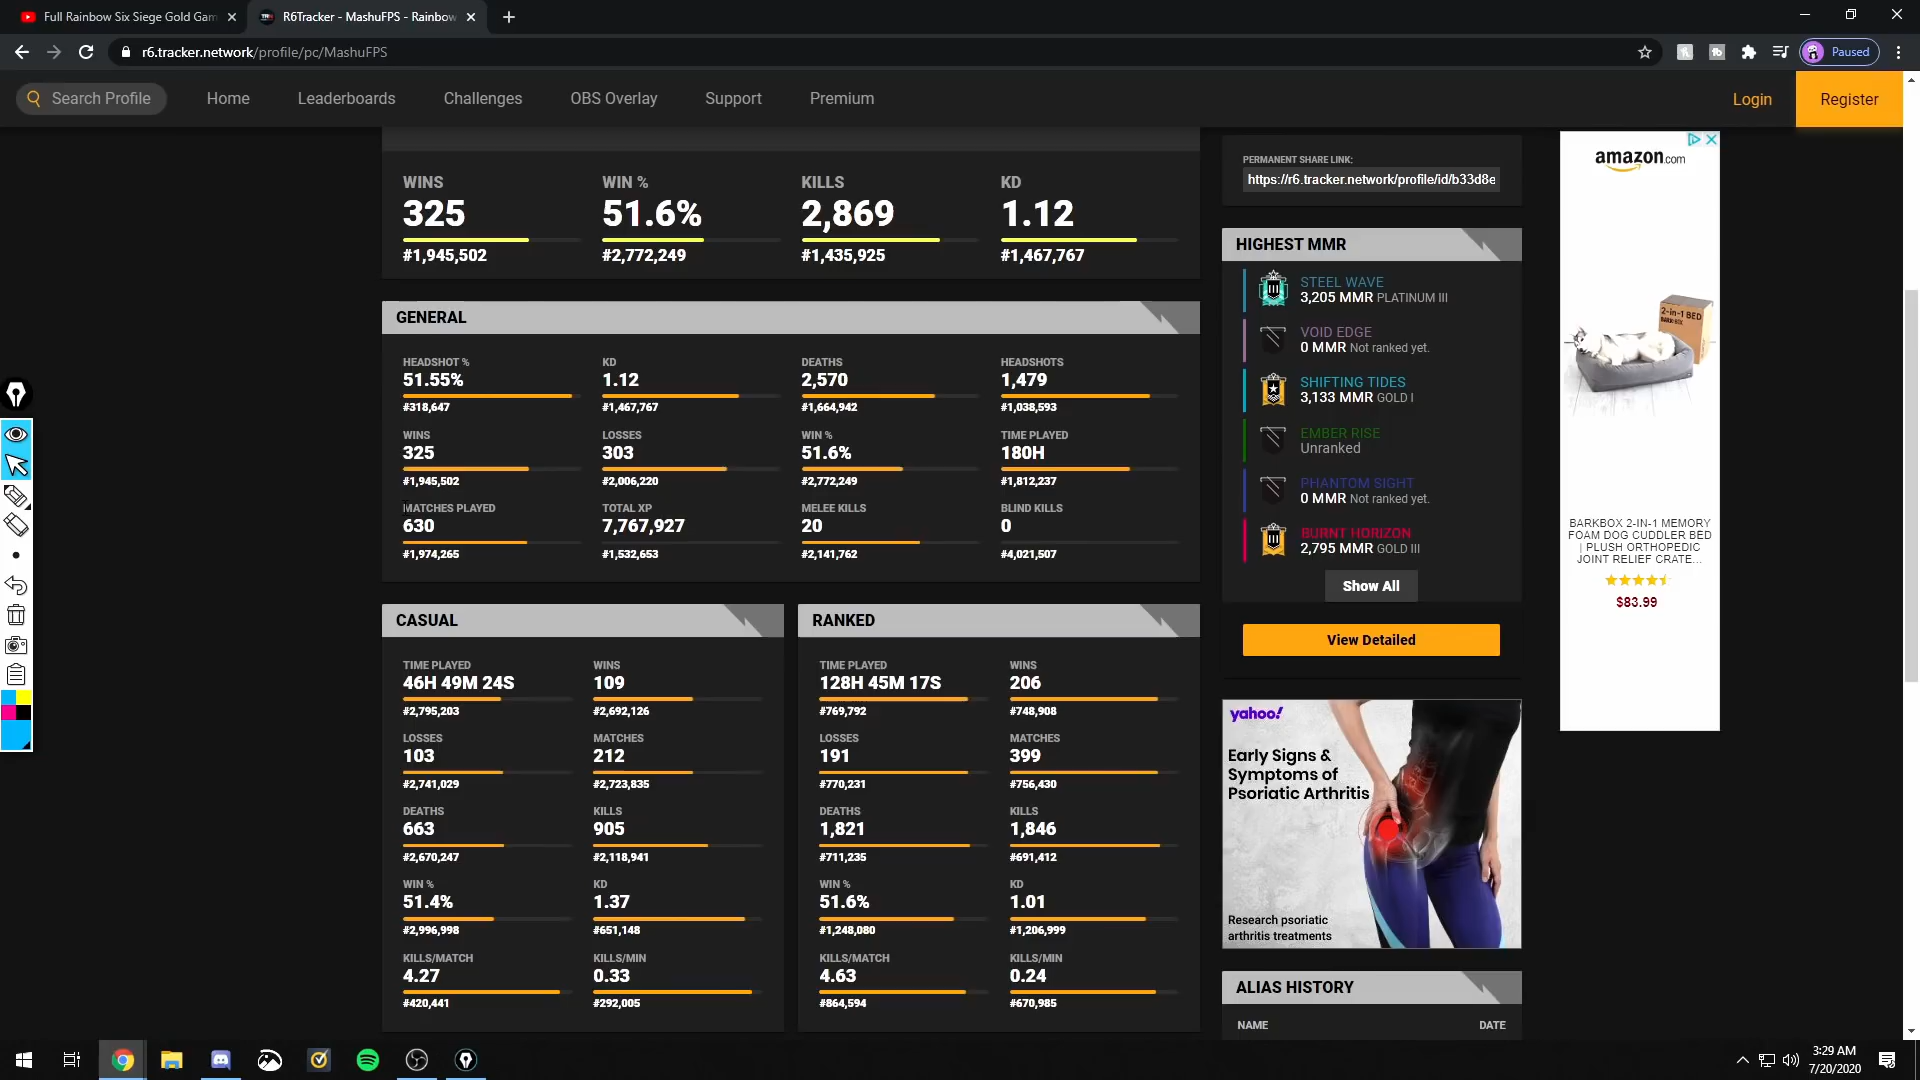 Full Rainbow Six Siege Gold Gam
R6Tracker - MashuFPS - Rainbow
r6.tracker.network/profile/pc/MashuFPS
Paused
Search Profile
Home
Leaderboards
Challenges
OBS Overlay
Support
Premium
Login
Register
WINS
325
#1,945,502
WIN %
51.6%
#2,772,249
KILLS
2,869
#1,435,925
KD
1.12
#1,467,767
GENERAL
HEADSHOT %
51.55%
#318,647
KD
1.12
#1,467,767
DEATHS
2,570
#1,664,942
HEADSHOTS
1,479
#1,038,593
WINS
325
#1,945,502
LOSSES
303
#2,006,220
WIN %
51.6%
#2,772,249
TIME PLAYED
180H
#1,812,237
MATCHES PLAYED
630
#1,974,265
TOTAL XP
7,767,927
#1,532,653
MELEE KILLS
20
#2,141,762
BLIND KILLS
0
#4,021,507
CASUAL
TIME PLAYED
46H 49M 24S
#2,795,203
WINS
109
#2,692,126
LOSSES
103
#2,741,029
MATCHES
212
#2,723,835
DEATHS
663
#2,670,247
KILLS
905
#2,118,941
WIN %
51.4%
#2,996,998
KD
1.37
#651,148
KILLS/MATCH
4.27
#420,441
KILLS/MIN
0.33
#292,005
RANKED
TIME PLAYED
128H 45M 17S
#769,792
WINS
206
#748,908
LOSSES
191
#770,231
MATCHES
399
#756,430
DEATHS
1,821
#711,235
KILLS
1,846
#691,412
WIN %
51.6%
#1,248,080
KD
1.01
#1,206,999
KILLS/MATCH
4.63
#864,594
KILLS/MIN
0.24
#670,985
PERMANENT SHARE LINK:
https://r6.tracker.network/profile/id/b33d8e
HIGHEST MMR
STEEL WAVE
3,205 MMR PLATINUM III
VOID EDGE
0 MMR Not ranked yet.
SHIFTING TIDES
3,133 MMR GOLD I
EMBER RISE
Unranked
PHANTOM SIGHT
0 MMR Not ranked yet.
BURNT HORIZON
2,795 MMR GOLD III
Show All
View Detailed
yahoo!
Early Signs &
Symptoms of
Psoriatic Arthritis
Research psoriatic
arthritis treatments
ALIAS HISTORY
NAME
DATE
amazon.com
2-in-1 BED
BARKBOX 2-IN-1 MEMORY
FOAM DOG CUDDLER BED
| PLUSH ORTHOPEDIC
JOINT RELIEF CRATE...
$83.99
3:29 AM
7/20/2020